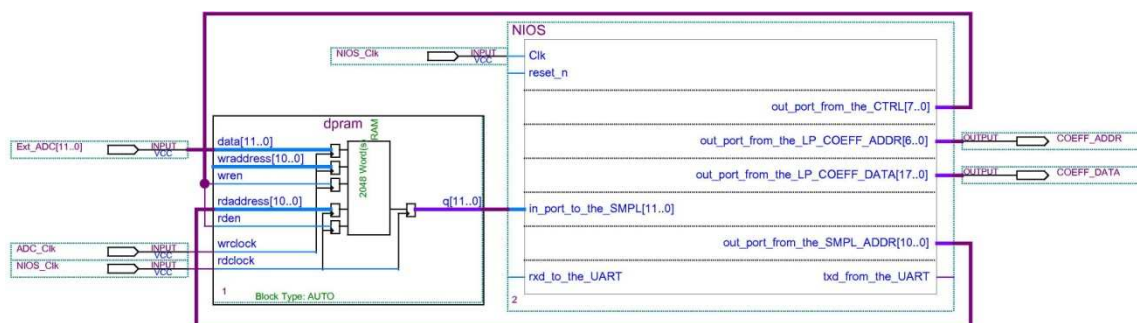 NIOS
NIOS_Clk
INPUT
VCC
Clk
reset_n
out_port_from_the_CTRL[7..0]
out_port_from_the_LP_COEFF_ADDR[6..0]
OUTPUT
COEFF_ADDR
out_port_from_the_LP_COEFF_DATA[17..0]
OUTPUT
COEFF_DATA
in_port_to_the_SMPL[11..0]
out_port_from_the_SMPL_ADDR[10..0]
rxd_to_the_UART
txd_from_the_UART
2
dpram
Ext_ADC[11..0]
INPUT
VCC
data[11..0]
wraddress[10..0]
wren
rdaddress[10..0]
rden
wrclock
rdclock
2048 Word(s)
RAM
q[11..0]
ADC_Clk
INPUT
VCC
NIOS_Clk
INPUT
VCC
1
Block Type: AUTO